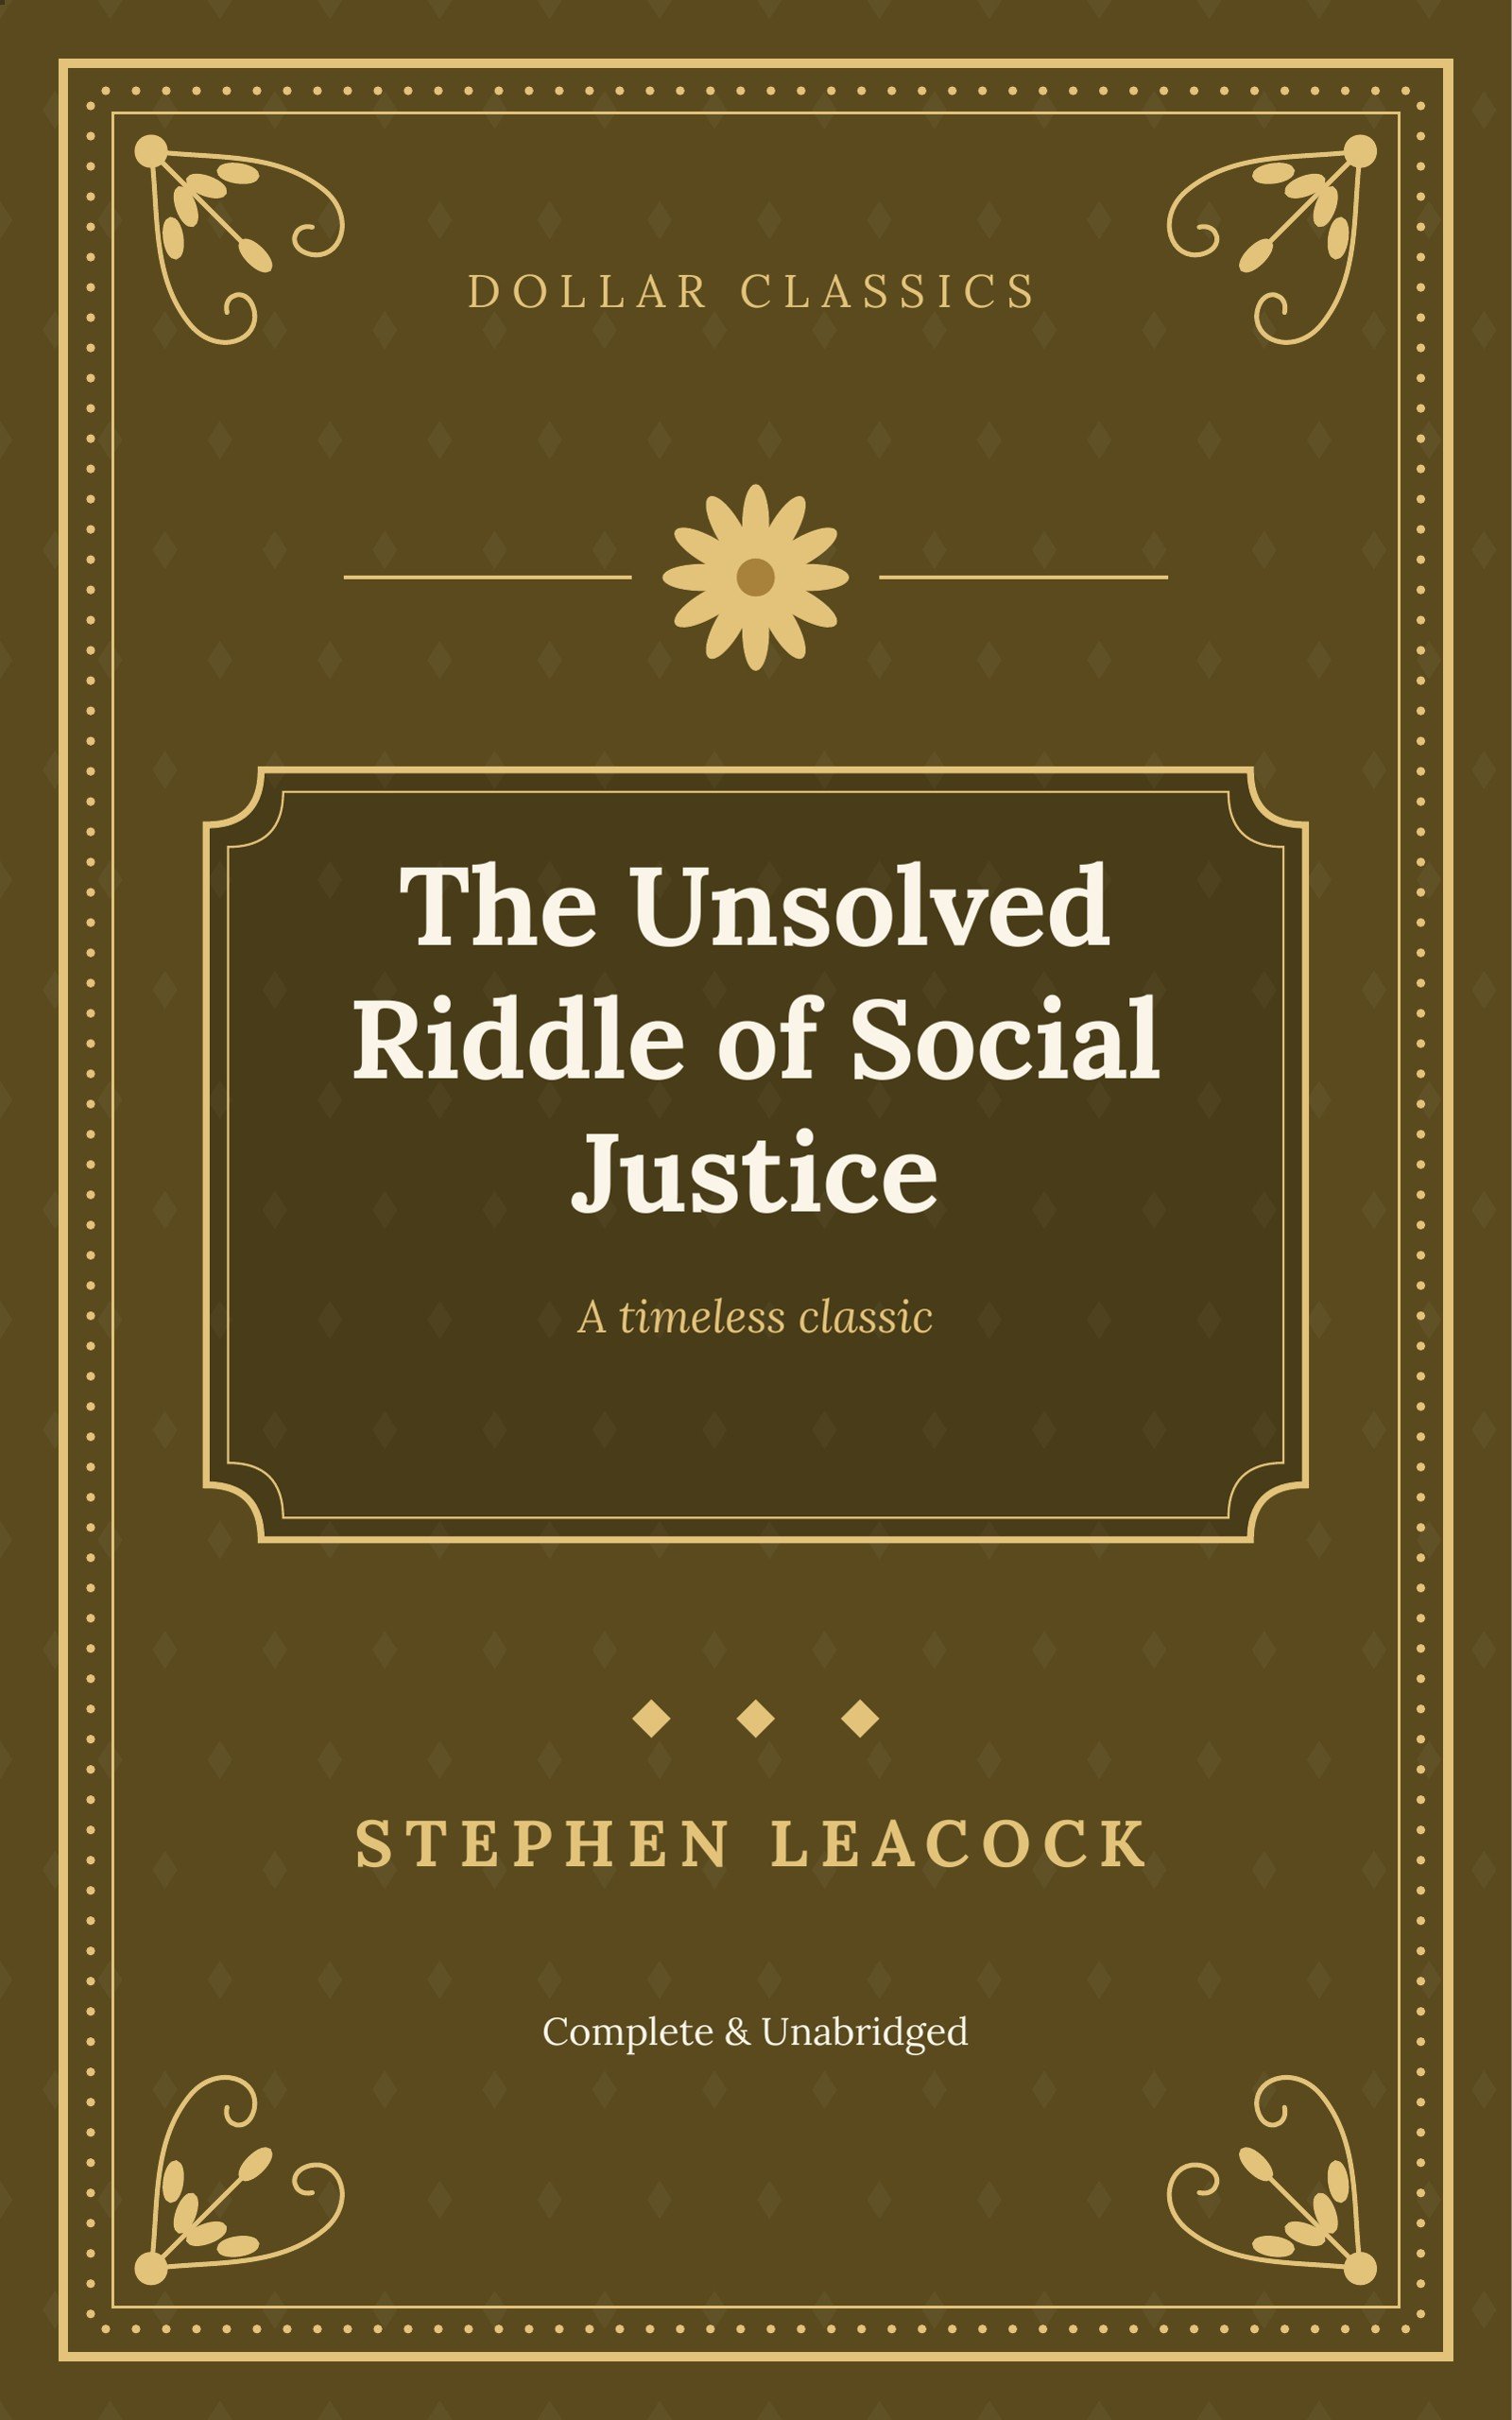 DOLLAR CLASSICS
The Unsolved
Riddle of Social
Justice
A timeless classic
STEPHEN LEACOCK
Complete & Unabridged